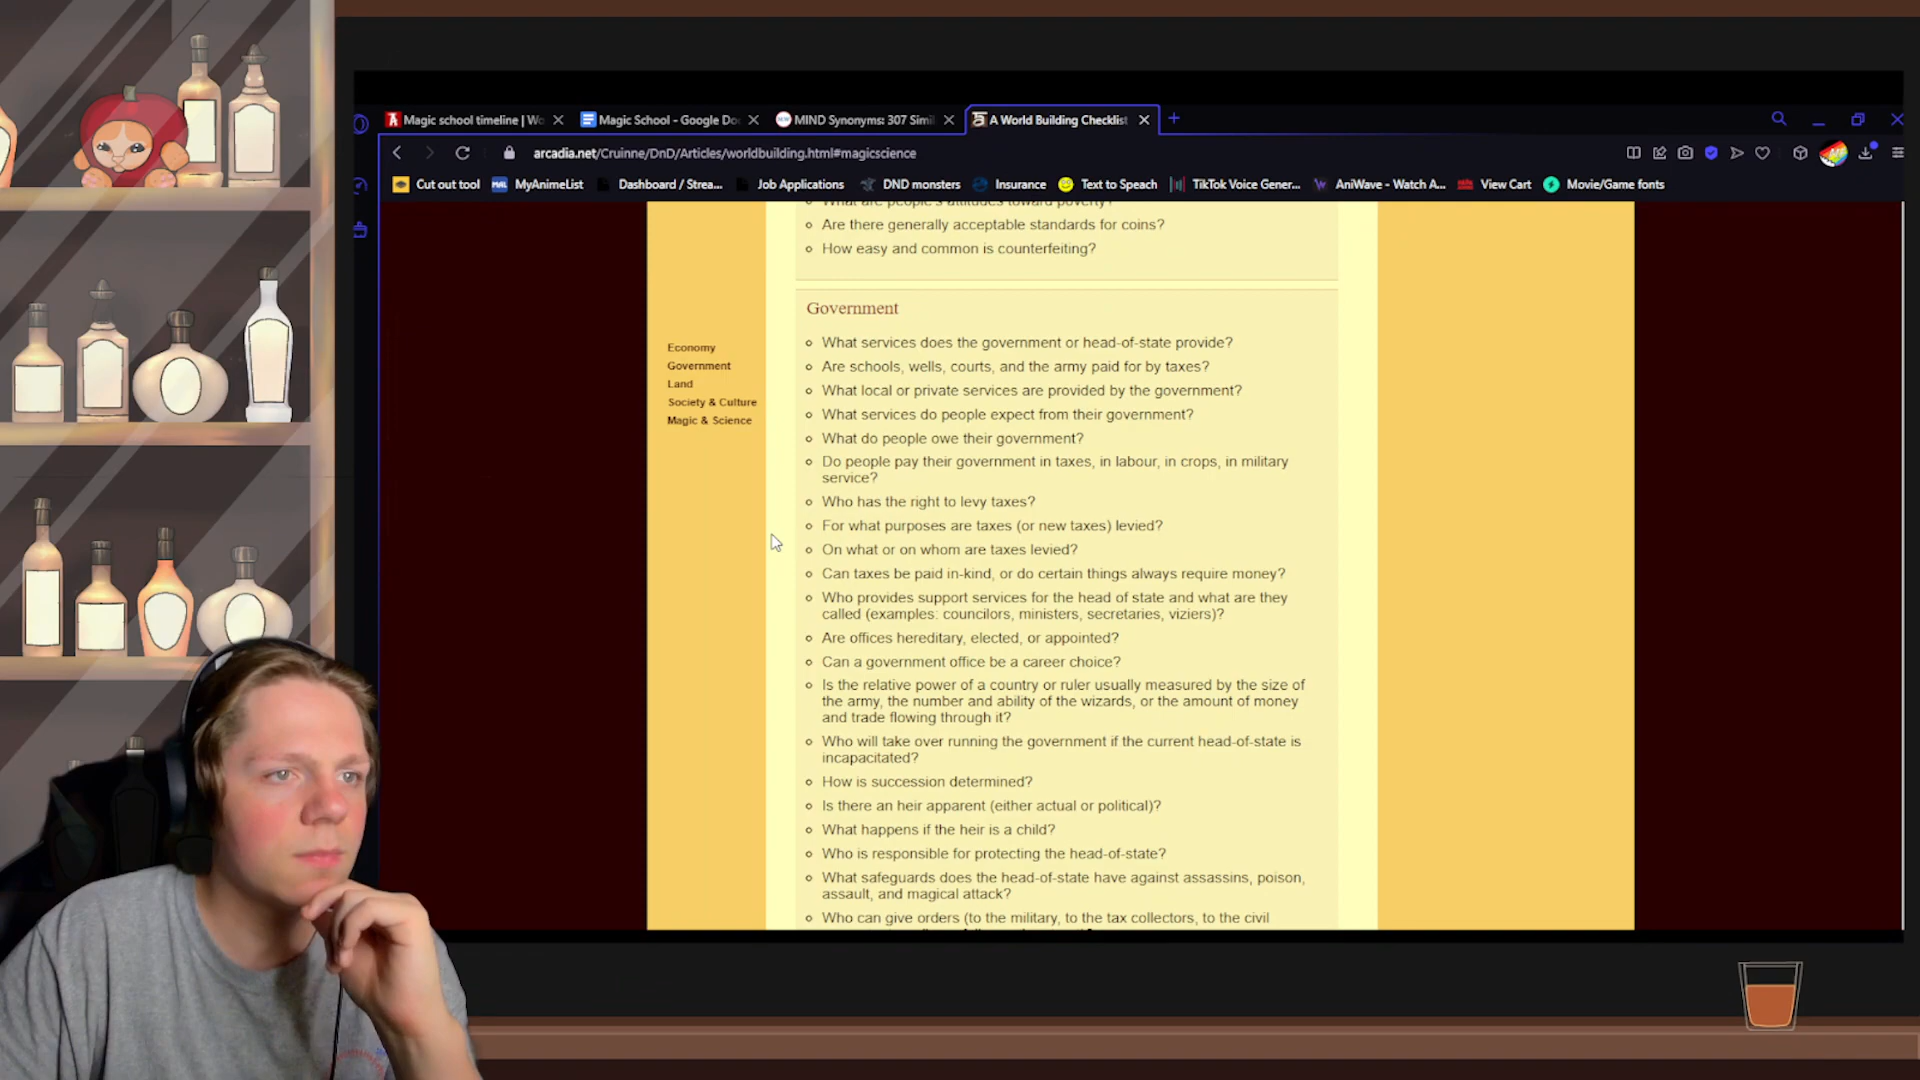 Magic school timeline | Wo
Magic School - Google Do
MIND Synonyms: 307 Simil
A World Building Checklist
arcadia.net/Cruinne/DnD/Articles/worldbuilding.html#magicscience
Cut out tool
MyAnimeList
Dashboard / Strea...
Job Applications
DND monsters
Insurance
Text to Speech
TikTok Voice Gener...
AniWave - Watch A...
View Cart
Movie/Game fonts
What are people's attitudes toward poverty?
Are there generally acceptable standards for coins?
How easy and common is counterfeiting?
Economy
Government
Land
Society & Culture
Magic & Science
Government
What services does the government or head-of-state provide?
Are schools, wells, courts, and the army paid for by taxes?
What local or private services are provided by the government?
What services do people expect from their government?
What do people owe their government?
Do people pay their government in taxes, in labour, in crops, in military
service?
Who has the right to levy taxes?
For what purposes are taxes (or new taxes) levied?
On what or on whom are taxes levied?
Can taxes be paid in-kind, or do certain things always require money?
Who provides support services for the head of state and what are they
called (examples: councilors, ministers, secretaries, viziers)?
Are offices hereditary, elected, or appointed?
Can a government office be a career choice?
Is the relative power of a country or ruler usually measured by the size of
the army, the number and ability of the wizards, or the amount of money
and trade flowing through it?
Who will take over running the government if the current head-of-state is
incapacitated?
How is succession determined?
Is there an heir apparent (either actual or political)?
What happens if the heir is a child?
Who is responsible for protecting the head-of-state?
What safeguards does the head-of-state have against assassins, poison,
assault, and magical attack?
Who can give orders (to the military, to the tax collectors, to the civil